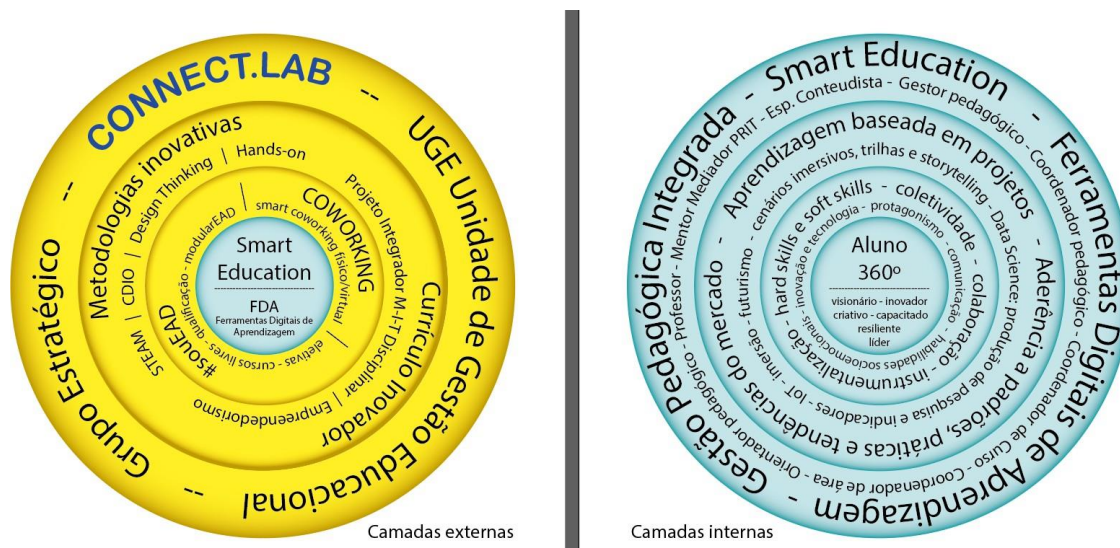 CONNECT.LAB -- UGE Unidade de Gestão Educacional -- Grupo Estratégico --
Metodologias inovativas
STEAM | CDIIO | Design Thinking | Hands-on
Currículo Inovador
Projeto Integrador M-I-T Disciplinar | Empreendedorismo
COWORKING
smart coworking físico/virtual
#SOUEAD
eletivas - cursos livres - qualificação - modularEAD
Smart
Education
FDA
Ferramentas Digitais de
Aprendizagem
Camadas externas
Gestão Pedagógica Integrada - Smart Education - Ferramentas Digitais de Aprendizagem -
Orientador pedagógico - Professor - Mentor Mediador PRIT - Esp. Conteudista - Gestor pedagógico - Coordenador pedagógico - Coordenador de Curso - Coordenador de área -
Aprendizagem baseada em projetos - Aderência a padrões, práticas e tendências do mercado -
IoT - imersão - futurismo - cenários imersivos, trilhas e storytelling - Data Science; produção de pesquisa e indicadores -
instrumentalização - hard skills e soft skills - coletividade - colaboração -
habilidades socioemocionais - inovação e tecnologia - protagonismo - comunicação -
Aluno
360º
visionário - inovador
criativo - capacitado
resiliente
líder
Camadas internas